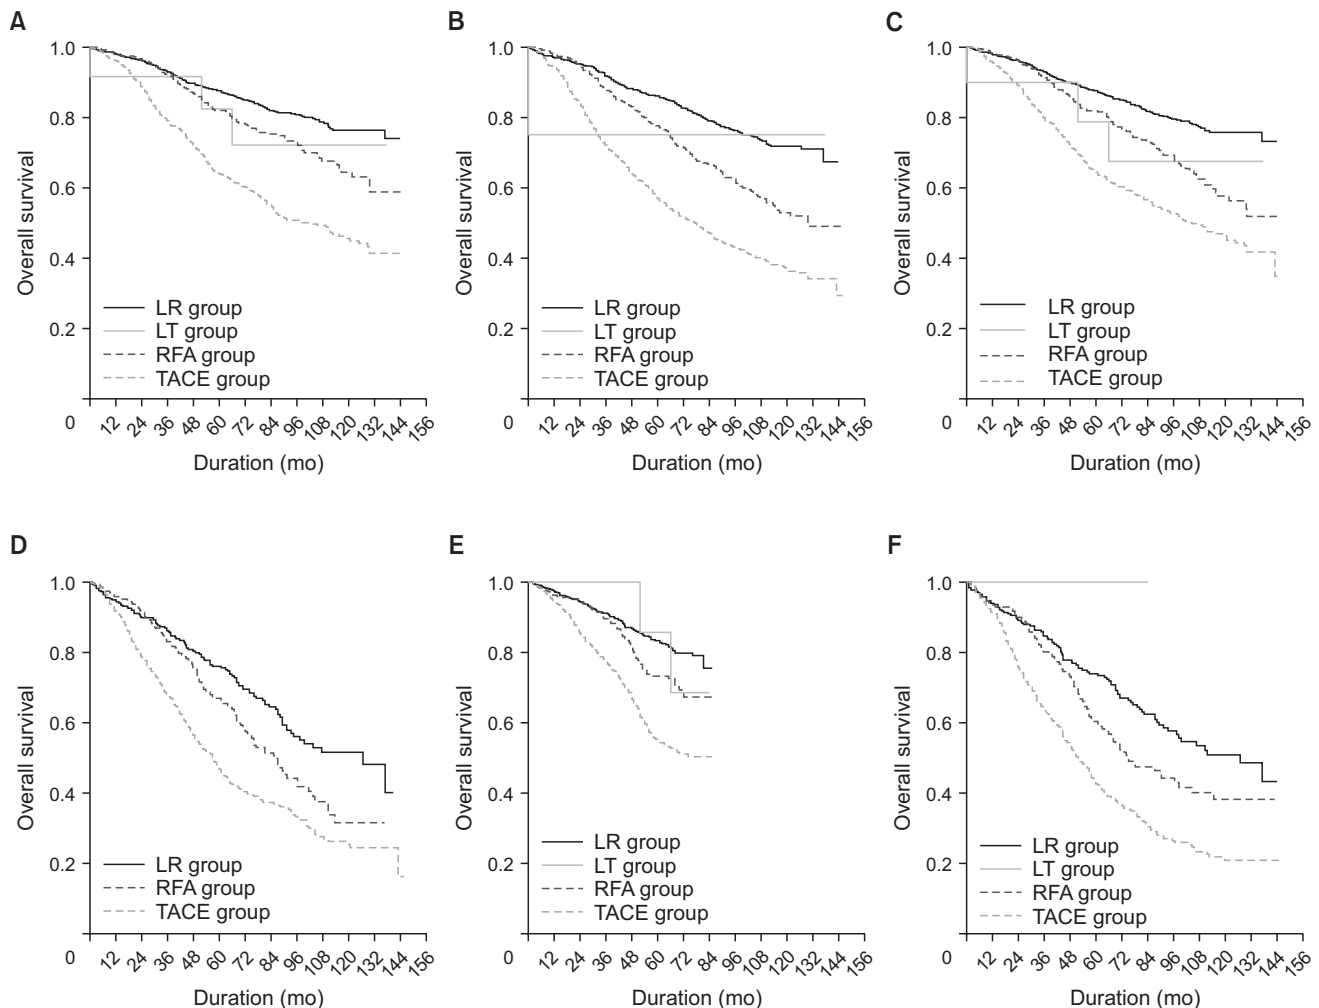 A
1.0
0.8
0.6
0.4
0.2
0
Overall survival
LR group
LT group
RFA group
TACE group
12 24 36 48 60 72 84 96 108 120 132 144 156
Duration (mo)
B
1.0
0.8
0.6
0.4
0.2
0
Overall survival
LR group
LT group
RFA group
TACE group
12 24 36 48 60 72 84 96 108 120 132 144 156
Duration (mo)
C
1.0
0.8
0.6
0.4
0.2
0
Overall survival
LR group
LT group
RFA group
TACE group
12 24 36 48 60 72 84 96 108 120 132 144 156
Duration (mo)
D
1.0
0.8
0.6
0.4
0.2
0
Overall survival
LR group
RFA group
TACE group
12 24 36 48 60 72 84 96 108 120 132 144 156
Duration (mo)
E
1.0
0.8
0.6
0.4
0.2
0
Overall survival
LR group
LT group
RFA group
TACE group
12 24 36 48 60 72 84 96 108 120 132 144 156
Duration (mo)
F
1.0
0.8
0.6
0.4
0.2
0
Overall survival
LR group
LT group
RFA group
TACE group
12 24 36 48 60 72 84 96 108 120 132 144 156
Duration (mo)